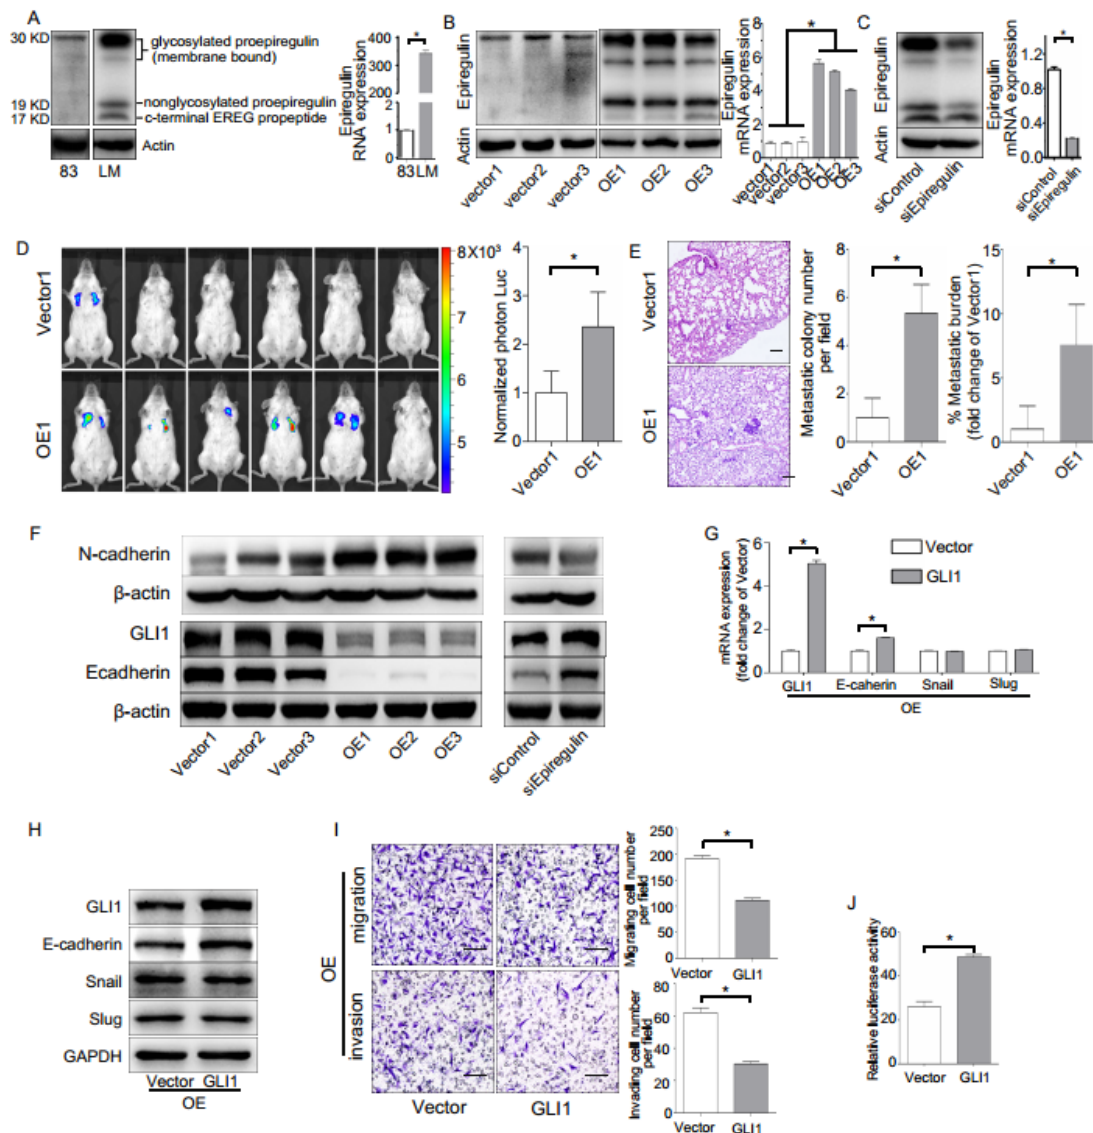 A
30 KD
glycosylated proepiregulin
(membrane bound)
19 KD
nonglycosylated proepiregulin
17 KD
c-terminal EREG propeptide
Actin
83
LM
Epiregulin
RNA expression
400
350
300
250
200
2
1
0
*
83
LM
B
Epiregulin
Actin
vector1
vector2
vector3
OE1
OE2
OE3
Epiregulin
mRNA expression
8
6
4
2
0
*
vector1
vector2
vector3
OE1
OE2
OE3
C
Epiregulin
Actin
siControl
siEpiregulin
Epiregulin
mRNA expression
1.2
0.8
0.4
0.0
*
siControl
siEpiregulin
D
Vector1
OE1
8X10³
7
6
5
Normalized photon Luc
4
3
2
1
0
*
Vector1
OE1
E
Vector1
OE1
Metastatic colony number
per field
8
6
4
2
0
*
Vector1
OE1
% Metastatic burden
(fold change of Vector1)
15
10
5
0
*
Vector1
OE1
F
N-cadherin
β-actin
GLI1
Ecadherin
β-actin
Vector1
Vector2
Vector3
OE1
OE2
OE3
siControl
siEpiregulin
G
mRNA expression
(fold change of Vector)
6
4
2
0
*
*
Vector
GLI1
GLI1
E-caherin
Snail
Slug
OE
H
GLI1
E-cadherin
Snail
Slug
GAPDH
Vector GLI1
OE
I
OE
migration
invasion
Vector
GLI1
Migrating cell number
per field
250
200
150
100
50
0
*
Vector
GLI1
Invading cell number
per field
80
60
40
20
0
*
Vector
GLI1
J
Relative luciferase activity
60
40
20
0
*
Vector
GLI1